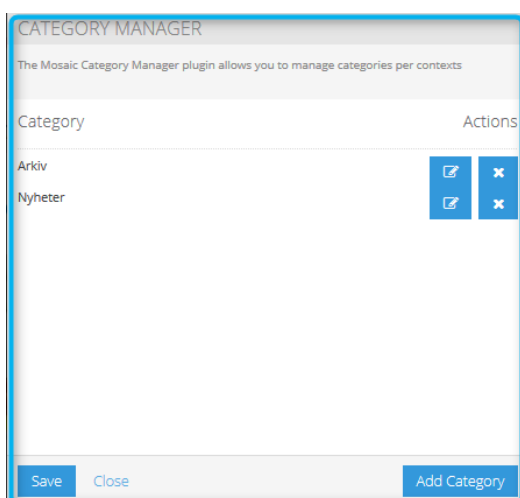 CATEGORY MANAGER
The Mosaic Category Manager plugin allows you to manage categories per contexts
Category Actions
Arkiv
Nyheter
Save Close Add Category